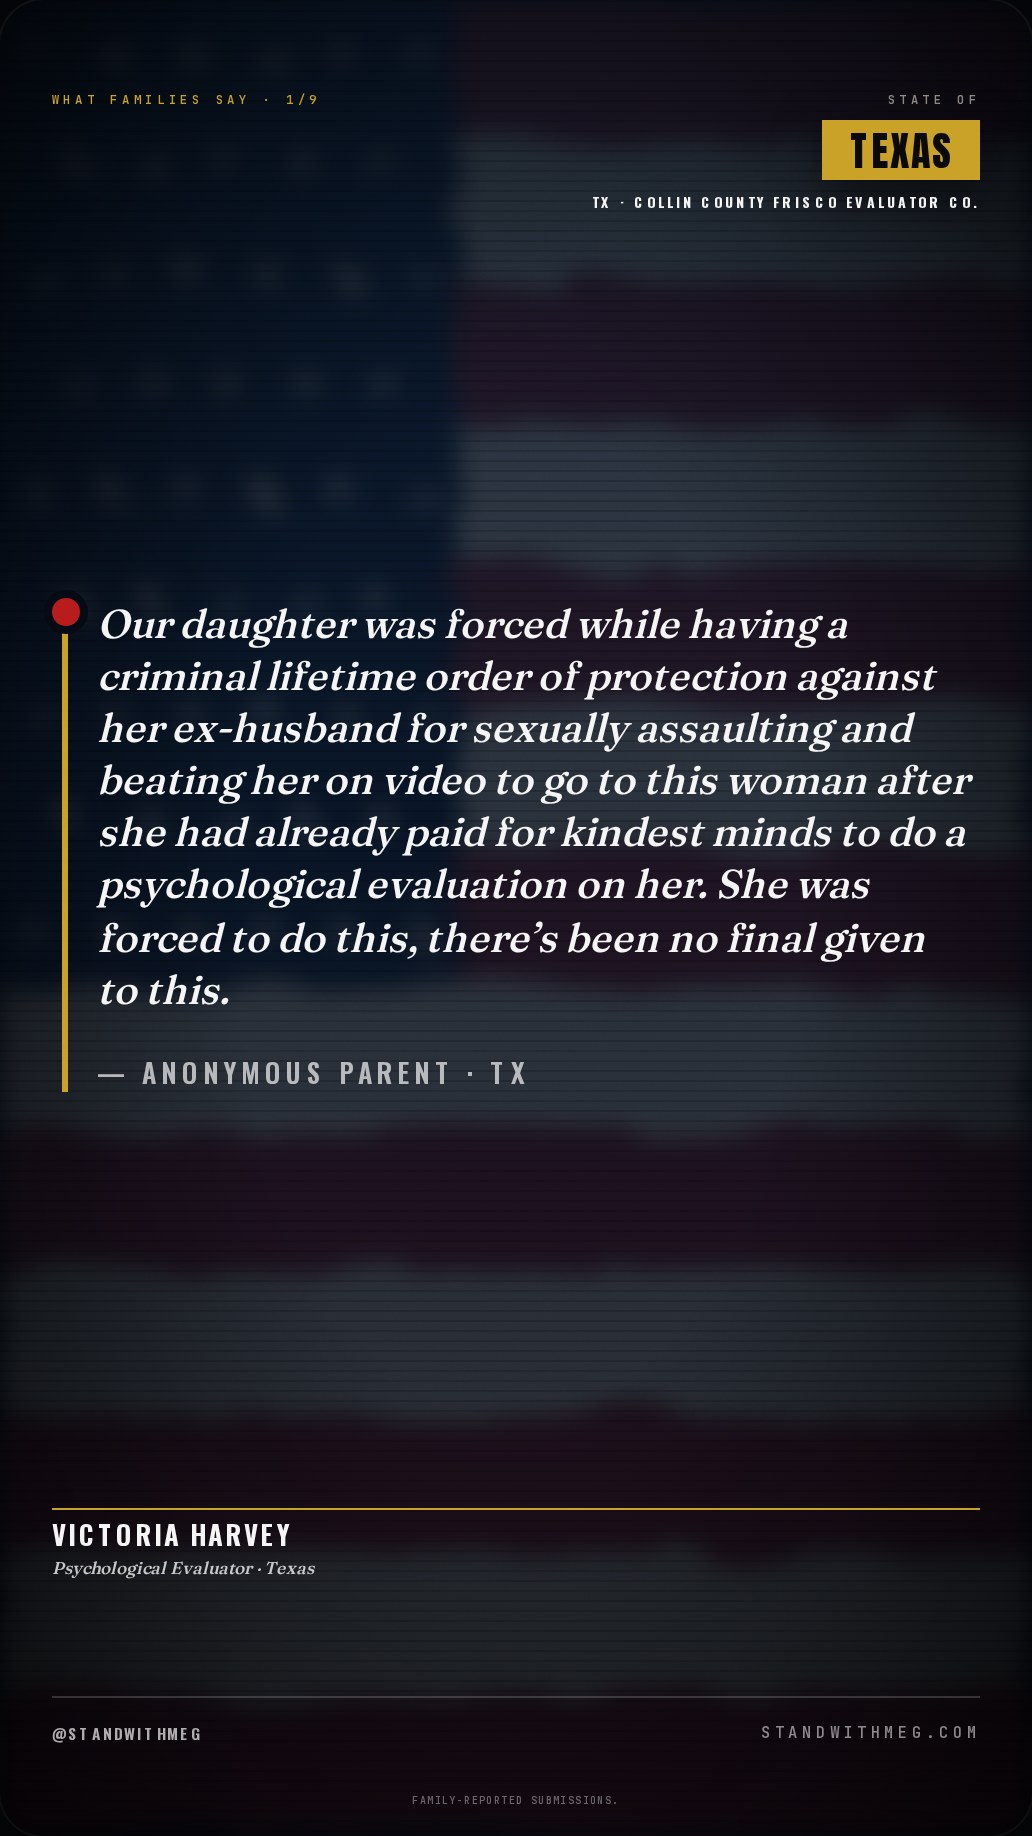 WHAT FAMILIES SAY · 1/9
STATE OF
TEXAS
TX · COLLIN COUNTY FRISCO EVALUATOR CO.
Our daughter was forced while having a
criminal lifetime order of protection against
her ex-husband for sexually assaulting and
beating her on video to go to this woman after
she had already paid for kindest minds to do a
psychological evaluation on her. She was
forced to do this, there’s been no final given
to this.
— ANONYMOUS PARENT · TX
VICTORIA HARVEY
Psychological Evaluator · Texas
@STANDWITHMEG
STANDWITHMEG.COM
FAMILY-REPORTED SUBMISSIONS.